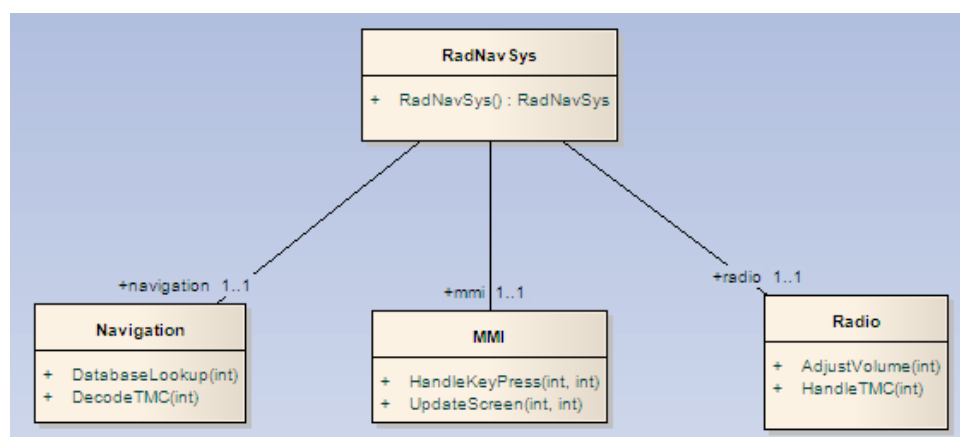 RadNavSys
+ RadNavSys() : RadNavSys
+navigation 1..1
+mmi 1..1
+radio 1..1
Navigation
+ DatabaseLookup(int)
+ DecodeTMC(int)
MMI
+ HandleKeyPress(int, int)
+ UpdateScreen(int, int)
Radio
+ AdjustVolume(int)
+ HandleTMC(int)